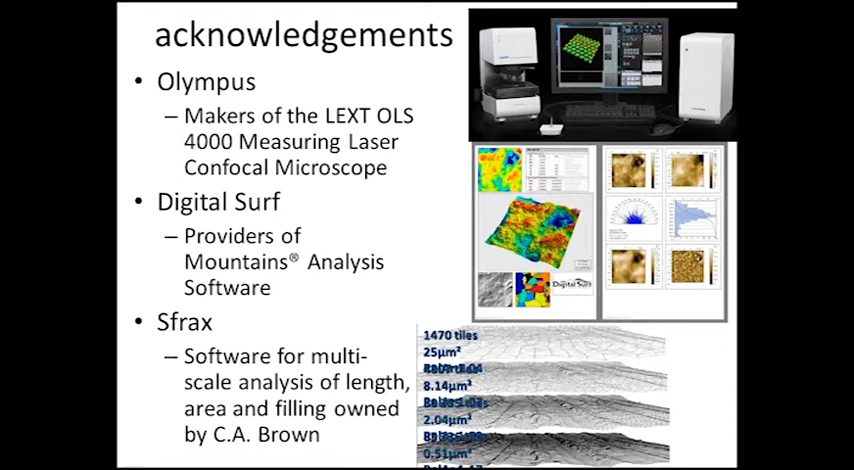 acknowledgements
• Olympus
– Makers of the LEXT OLS
4000 Measuring Laser
Confocal Microscope
• Digital Surf
– Providers of
Mountains® Analysis
Software
• Sfrax
– Software for multi-
scale analysis of length,
area and filling owned
by C.A. Brown
Digital Surf
1470 tiles
25µm²
8.14µm²
2.04µm²
0.51µm²